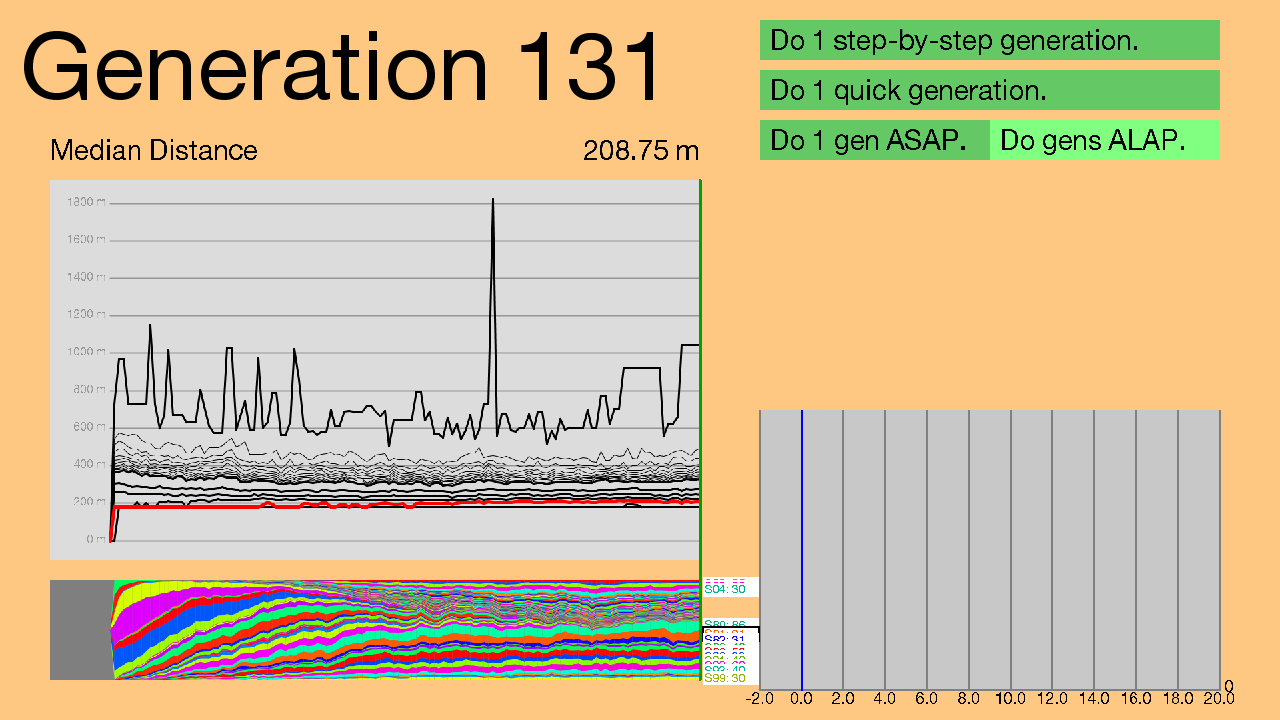 Generation 131
Do 1 step-by-step generation.
Do 1 quick generation.
Do 1 gen ASAP.
Do gens ALAP.
Median Distance
208.75 m
1800 m
1600 m
1400 m
1200 m
1000 m
800 m
600 m
400 m
200 m
0 m
S04: 30
S99: 30
0
-2.0 0.0 2.0 4.0 6.0 8.0 10.0 12.0 14.0 16.0 18.0 20.0